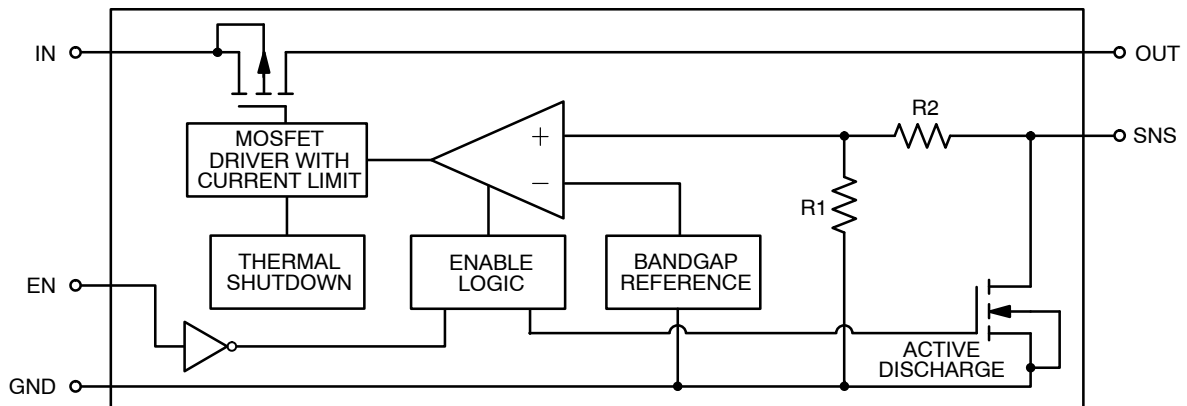 IN
OUT
R2
SNS
MOSFET
DRIVER WITH
CURRENT LIMIT
+
−
R1
THERMAL
SHUTDOWN
ENABLE
LOGIC
BANDGAP
REFERENCE
EN
ACTIVE
DISCHARGE
GND